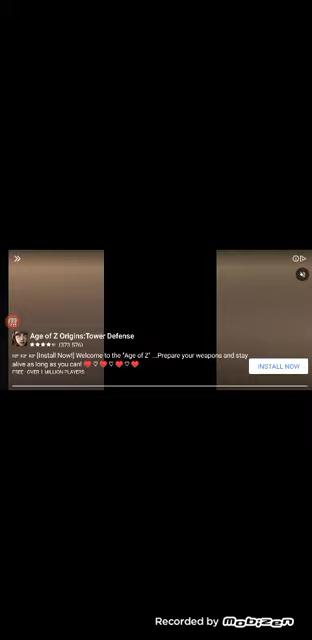 Age of Z Origins:Tower Defense
(373,576)
[Install Now!] Welcome to the 'Age of Z' ...Prepare your weapons and stay
alive as long as you can! ♥♡♥♡♥♡♥
INSTALL NOW
FREE · OVER 1 MILLION PLAYERS
Recorded by mobizen